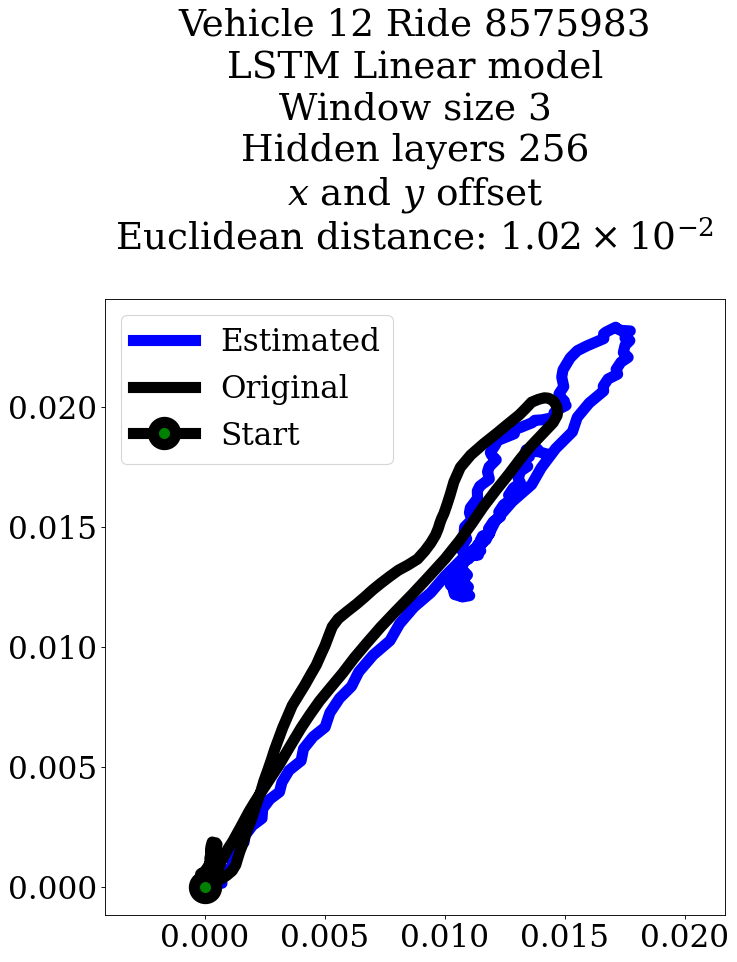 Vehicle 12 Ride 8575983
LSTM Linear model
Window size 3
Hidden layers 256
x and y offset
Euclidean distance: 1.02 × 10⁻²
Estimated
Original
Start
0.020
0.015
0.010
0.005
0.000
0.000 0.005 0.010 0.015 0.020